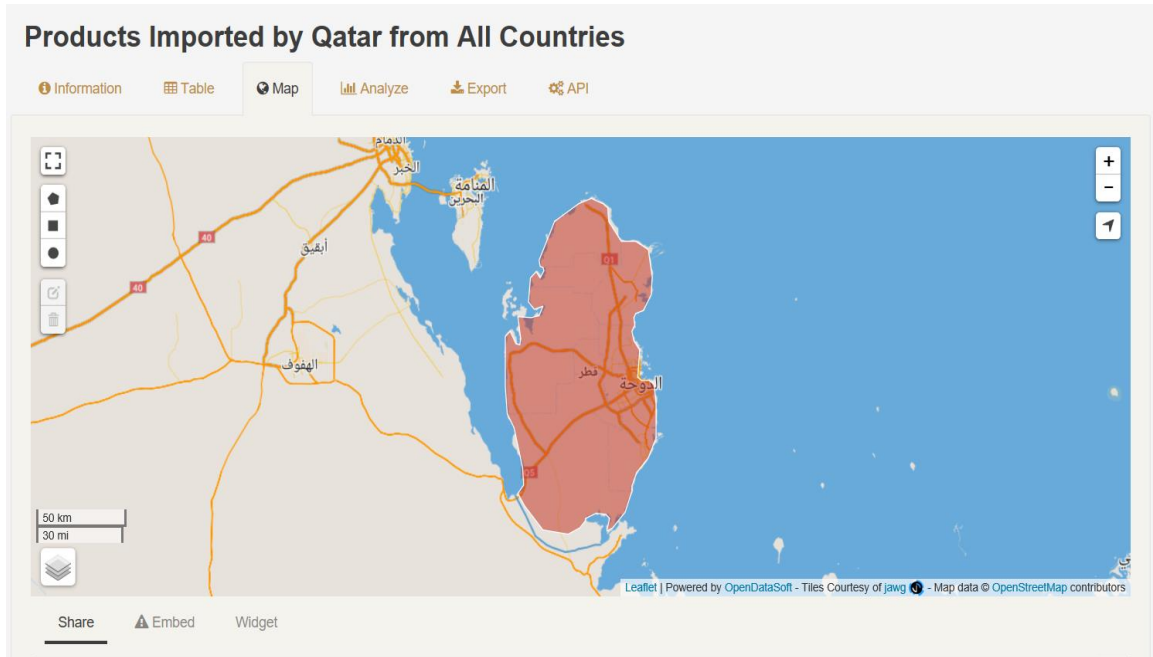 Products Imported by Qatar from All Countries
Information Table Map Analyze Export API
الدمام
الخبر
المنامة
البحرين
+
−
40
أبقيق
Q1
40
الهفوف
قطر
الدوحة
50 km
30 mi
Leaflet | Powered by OpenDataSoft - Tiles Courtesy of jawg - Map data © OpenStreetMap contributors
Share Embed Widget